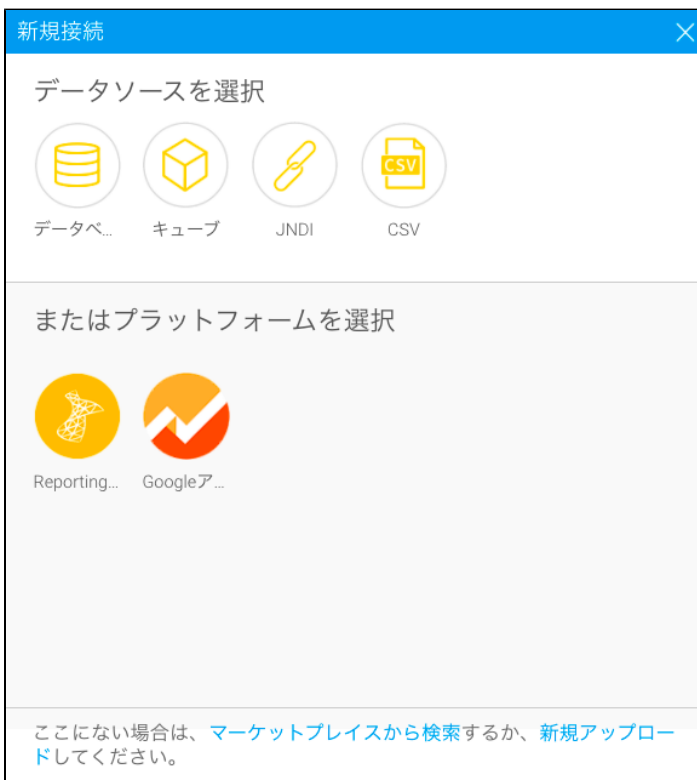 新規接続
データソースを選択
CSV
データベ...
キューブ
JNDI
CSV
またはプラットフォームを選択
Reporting...
Googleア...
ここにない場合は、マーケットプレイスから検索するか、新規アップロー
ドしてください。